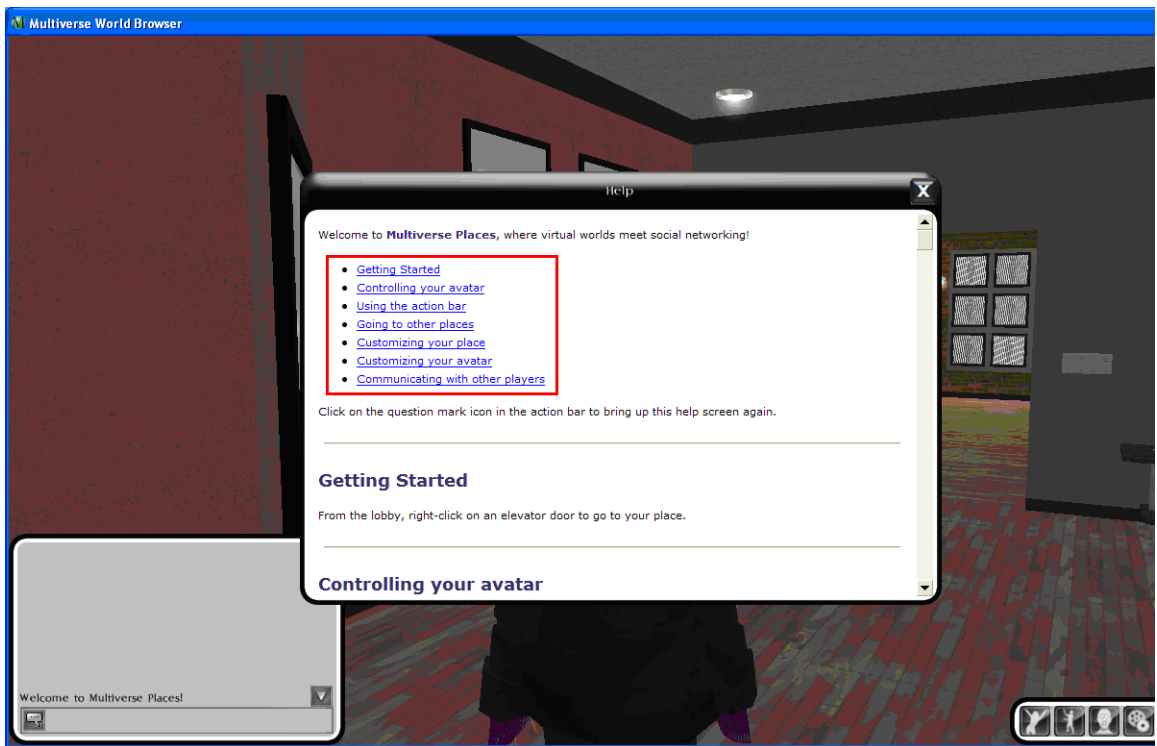 Multiverse World Browser
Help
X
Welcome to Multiverse Places, where virtual worlds meet social networking!
Getting Started
Controlling your avatar
Using the action bar
Going to other places
Customizing your place
Customizing your avatar
Communicating with other players
Click on the question mark icon in the action bar to bring up this help screen again.
Getting Started
From the lobby, right-click on an elevator door to go to your place.
Controlling your avatar
Welcome to Multiverse Places!